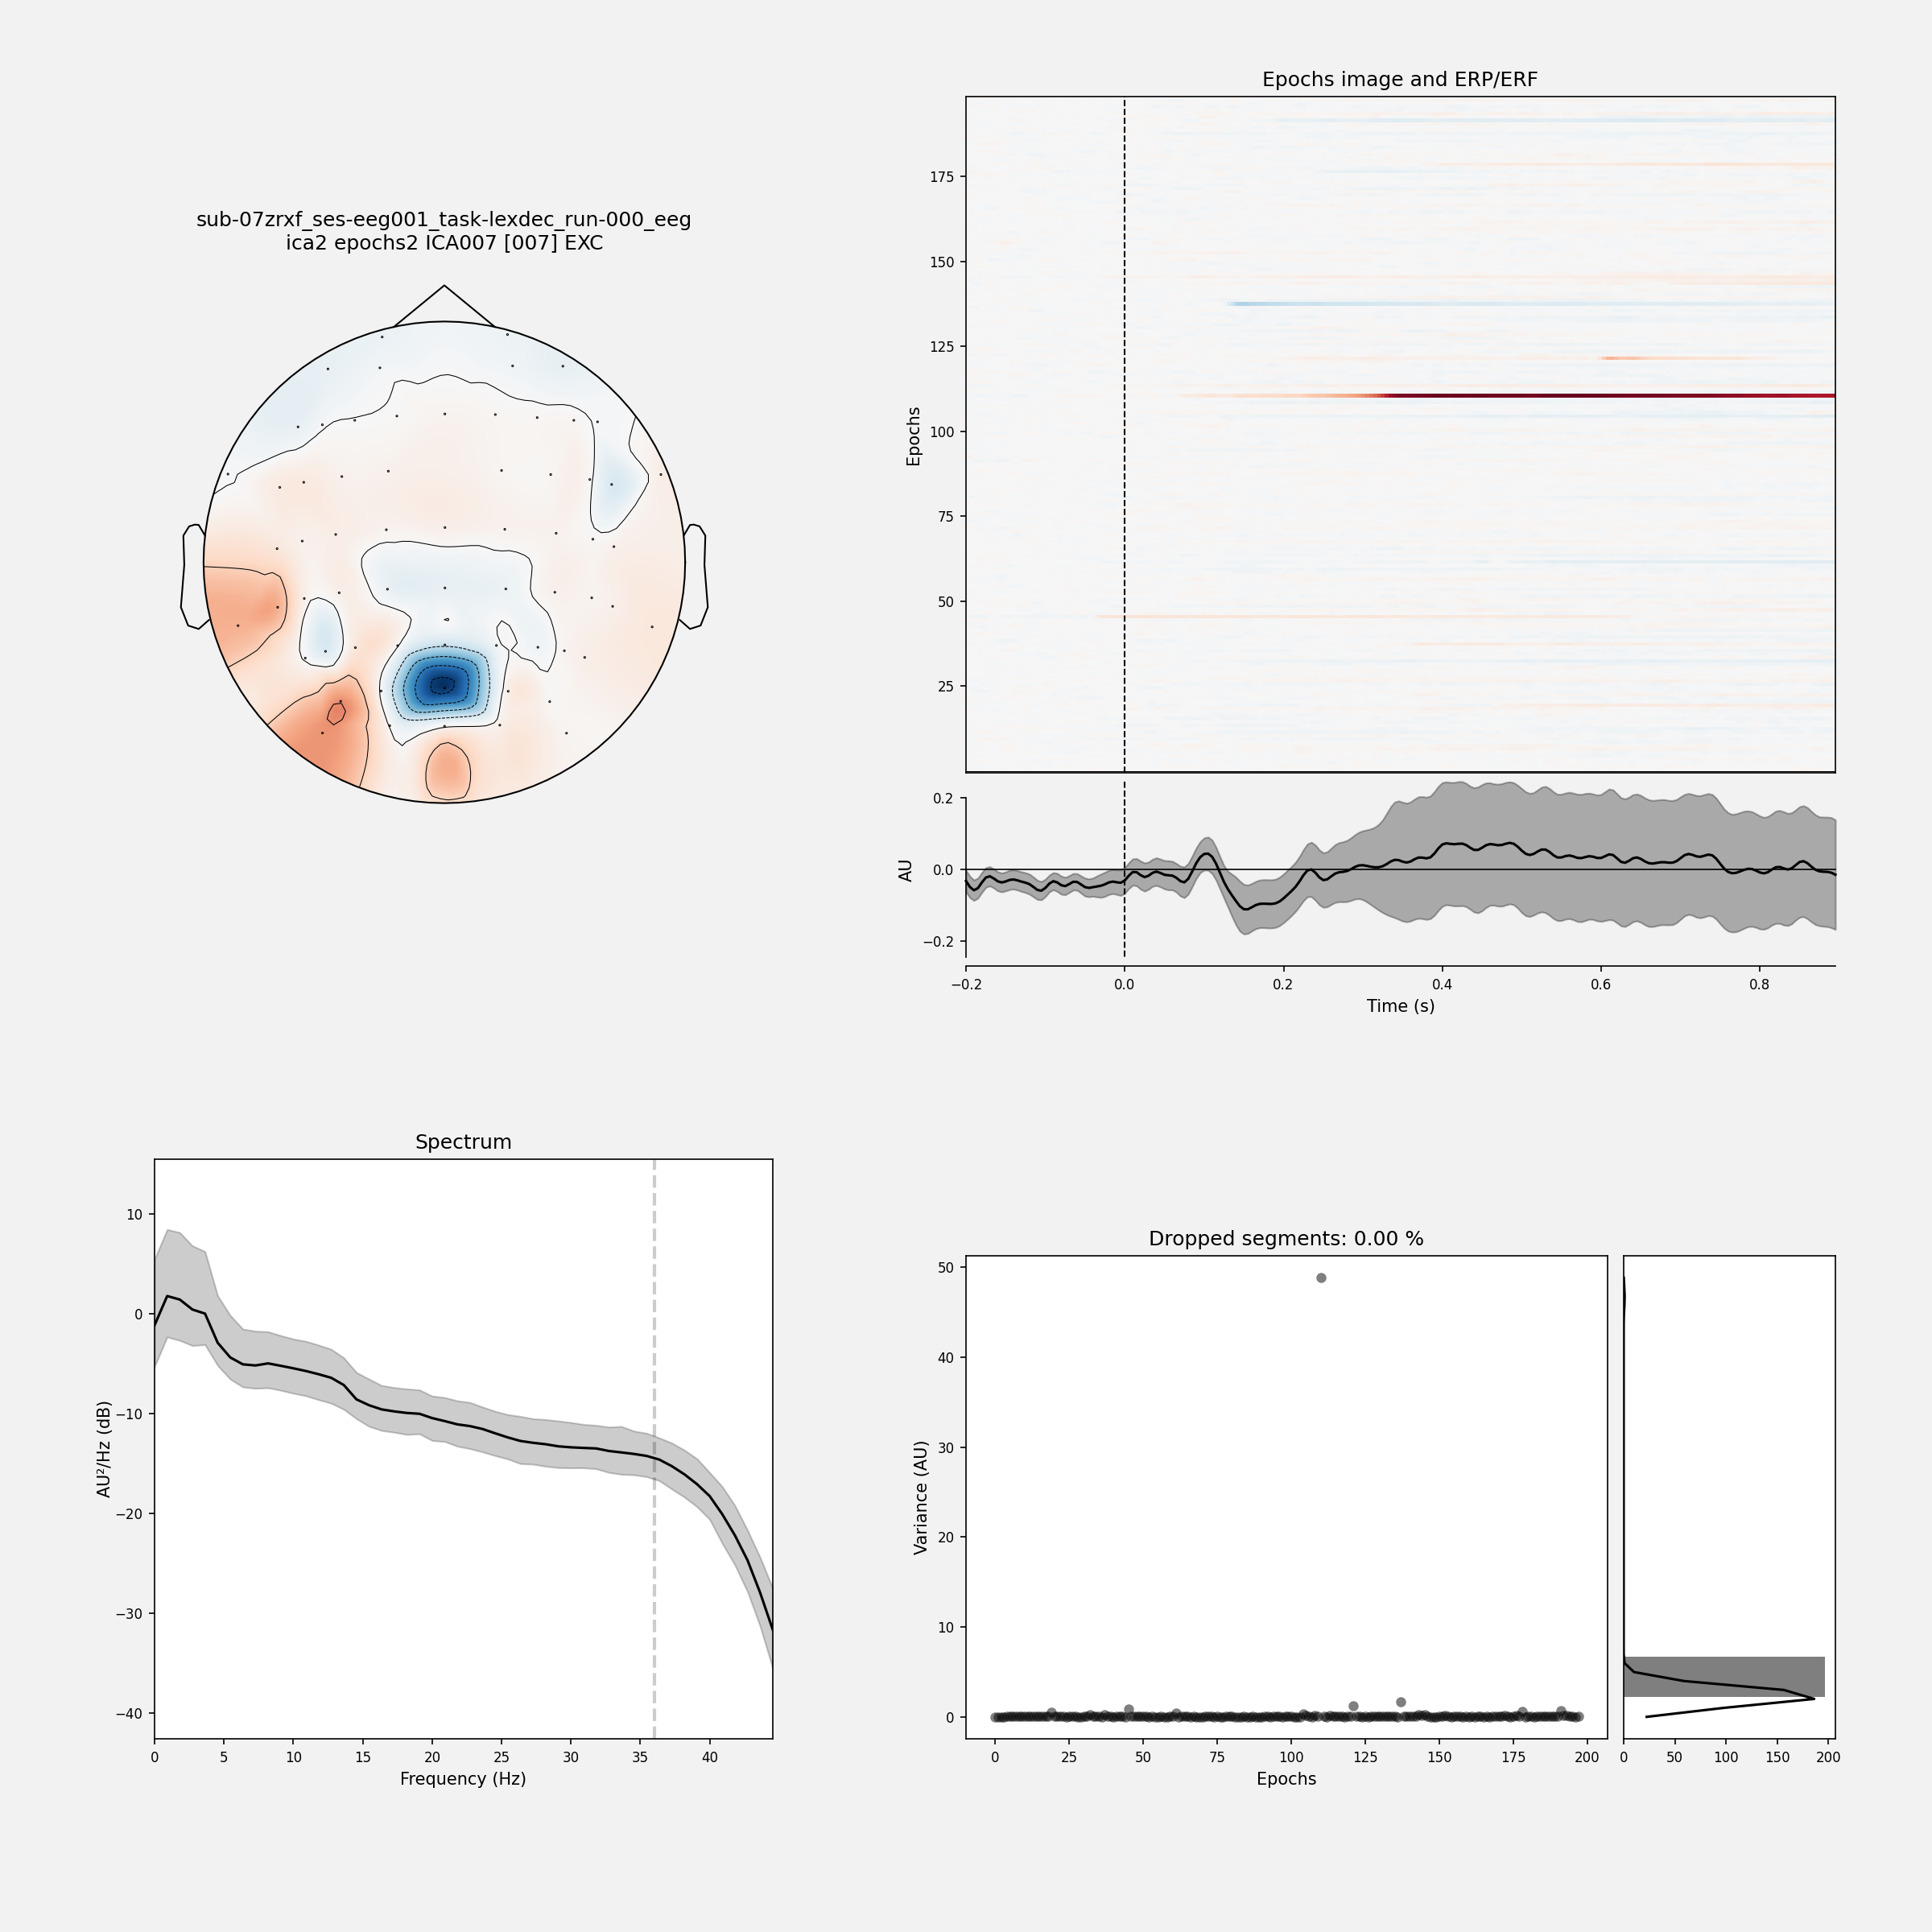 sub-07zrxf_ses-eeg001_task-lexdec_run-000_eeg
ica2 epochs2 ICA007 [007] EXC
Epochs image and ERP/ERF
Epochs
175
150
125
100
75
50
25
AU
0.2
0.0
−0.2
−0.2 0.0 0.2 0.4 0.6 0.8
Time (s)
Spectrum
AU²/Hz (dB)
10
0
−10
−20
−30
−40
0 5 10 15 20 25 30 35 40
Frequency (Hz)
Dropped segments: 0.00 %
Variance (AU)
50
40
30
20
10
0
0 25 50 75 100 125 150 175 200
Epochs
0 50 100 150 200